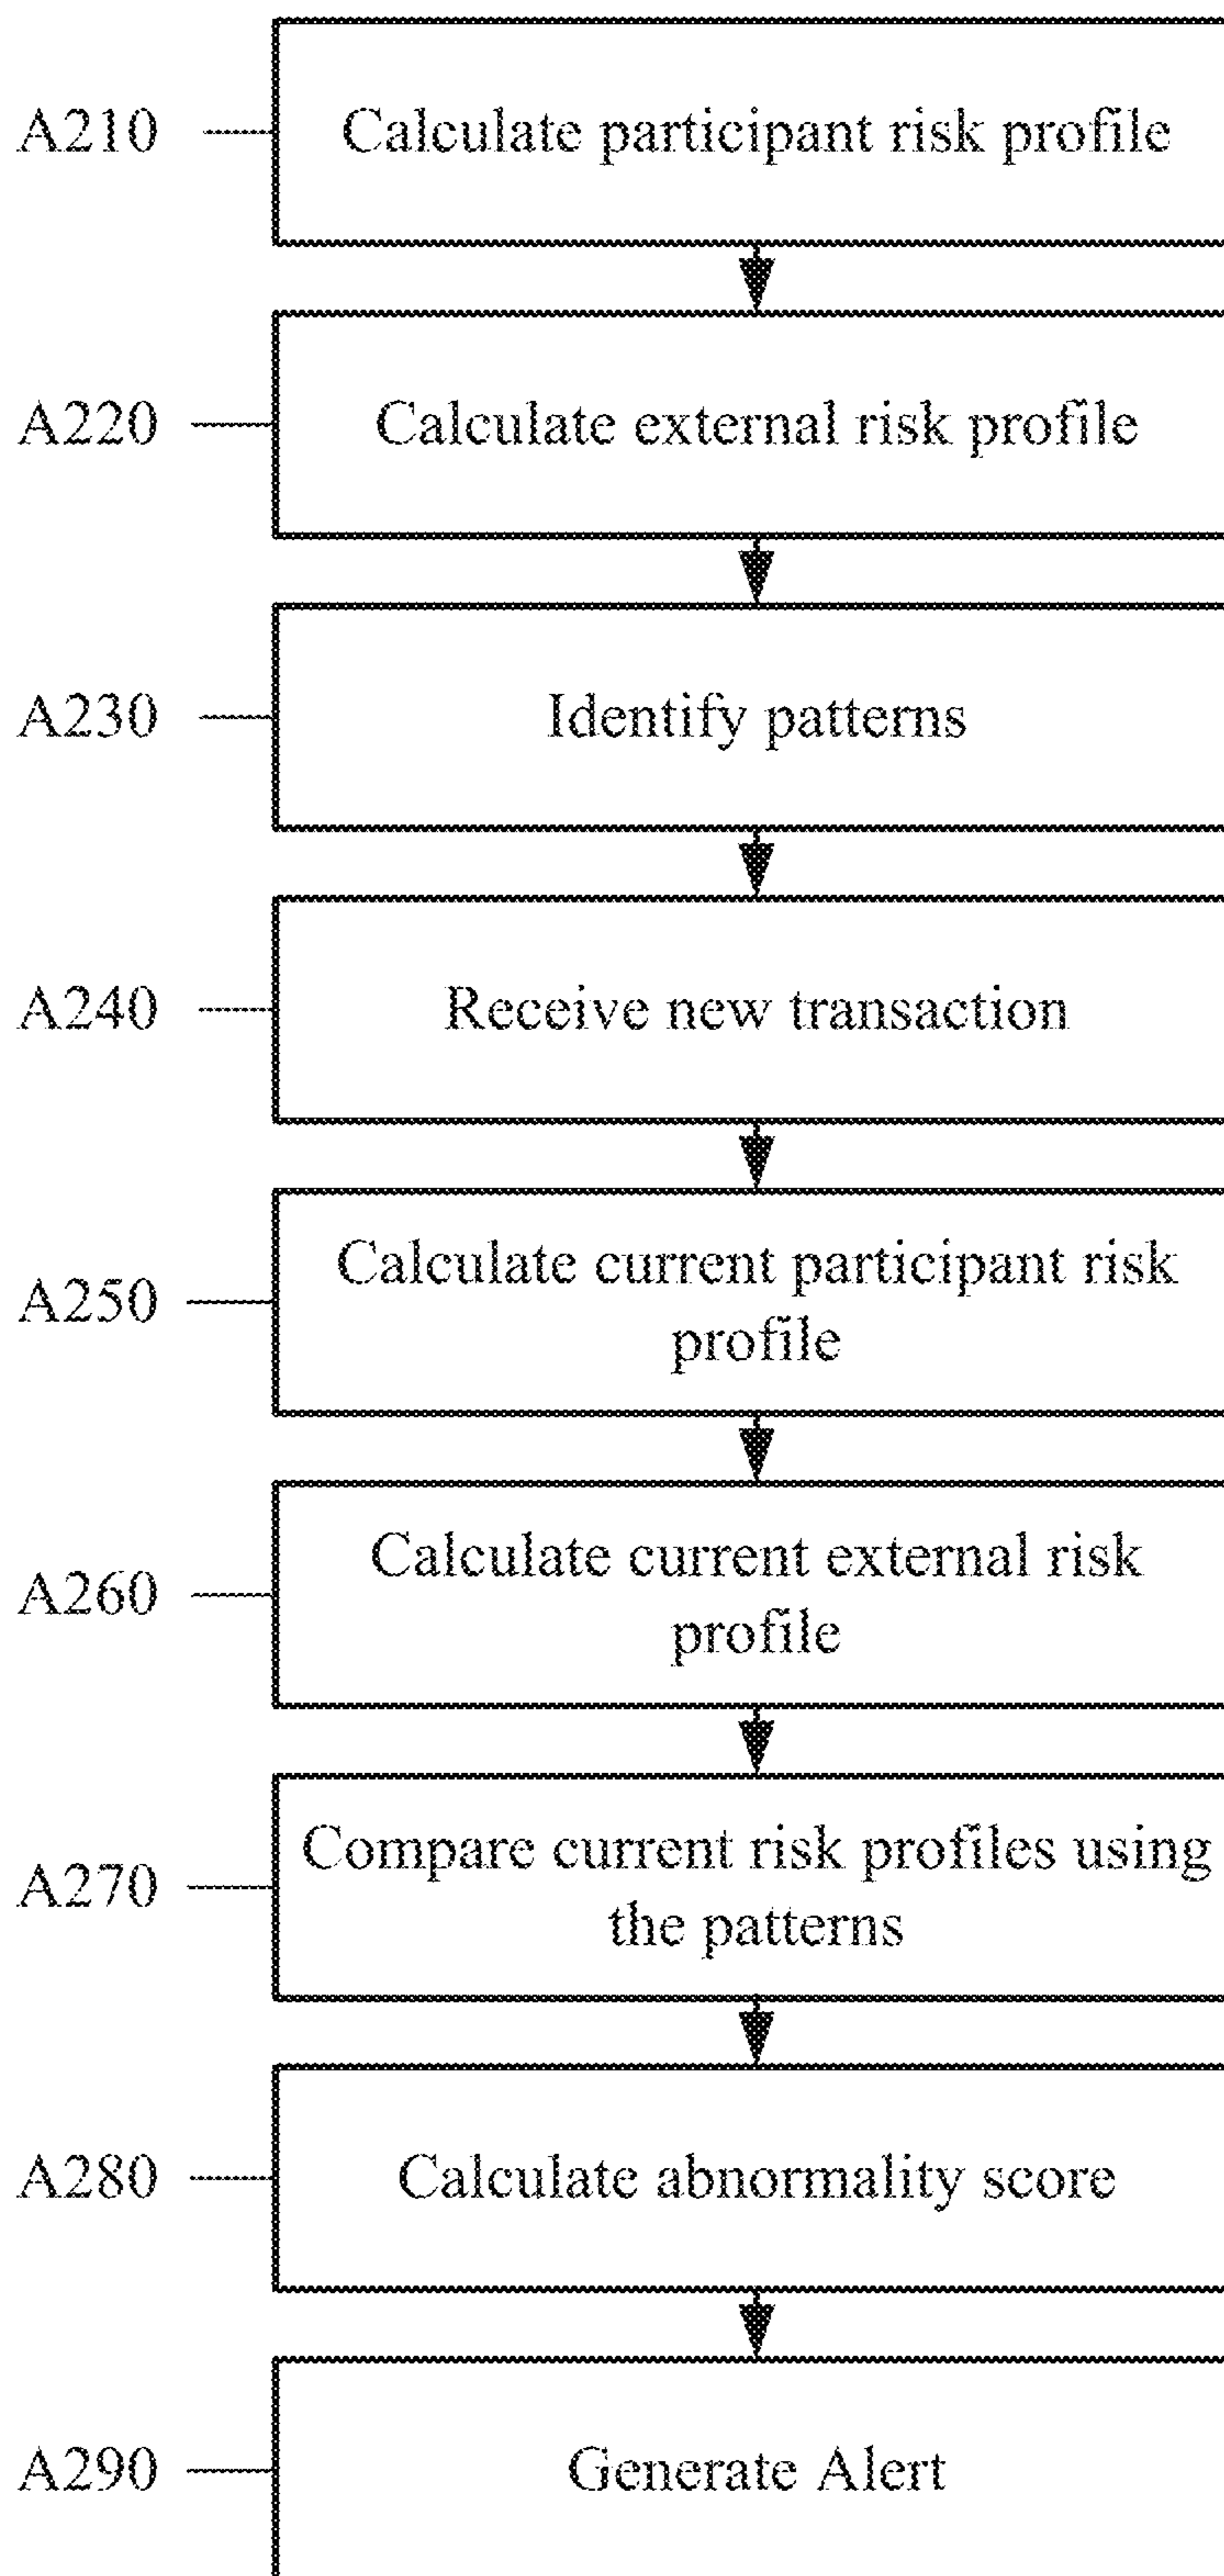 A210
Calculate participant risk profile
A220
Calculate external risk profile
A230
Identify patterns
A240
Receive new transaction
A250
Calculate current participant risk
profile
A260
Calculate current external risk
profile
A270
Compare current risk profiles using
the patterns
A280
Calculate abnormality score
A290
Generate Alert